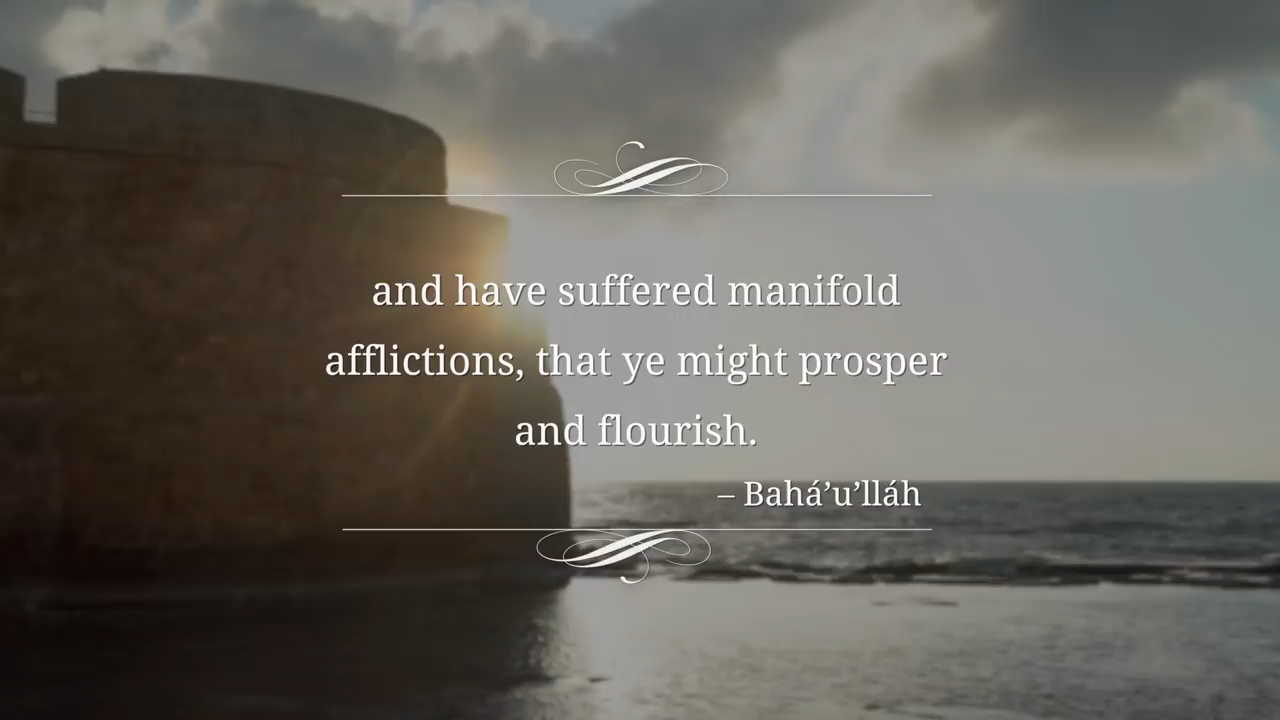 and have suffered manifold
afflictions, that ye might prosper
and flourish.
– Bahá’u’lláh